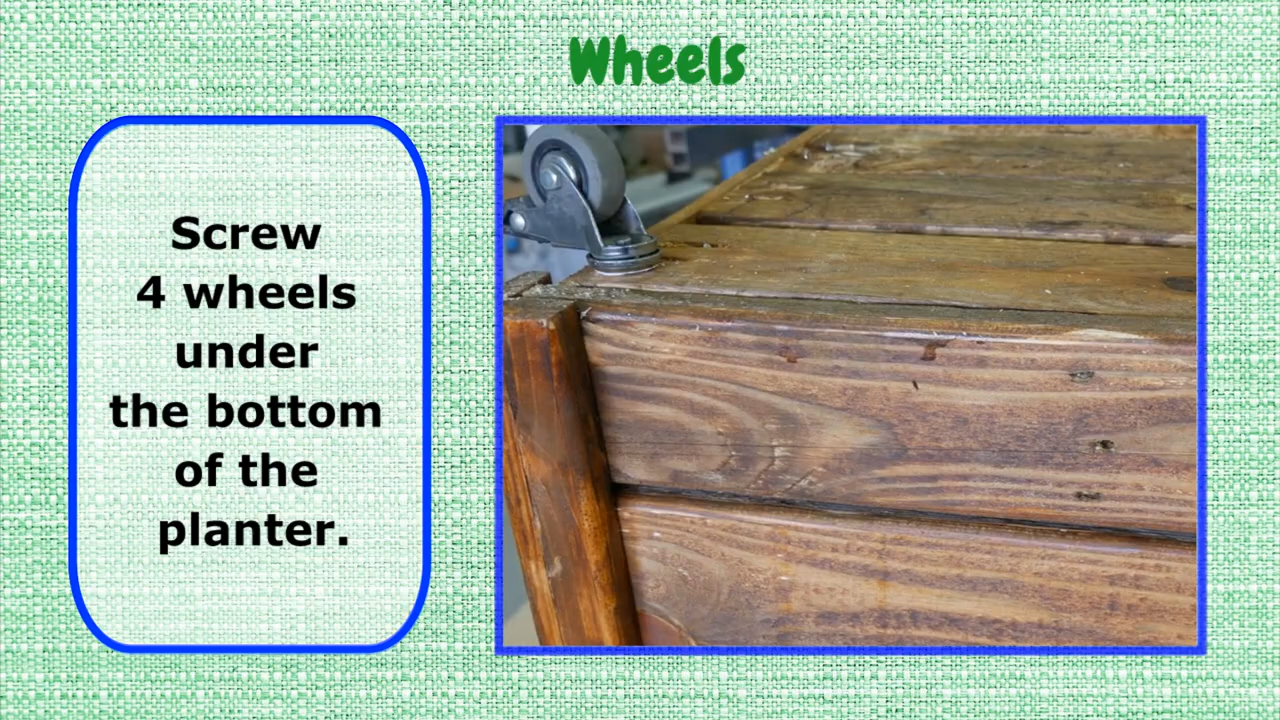 Wheels
Screw
4 wheels
under
the bottom
of the
planter.